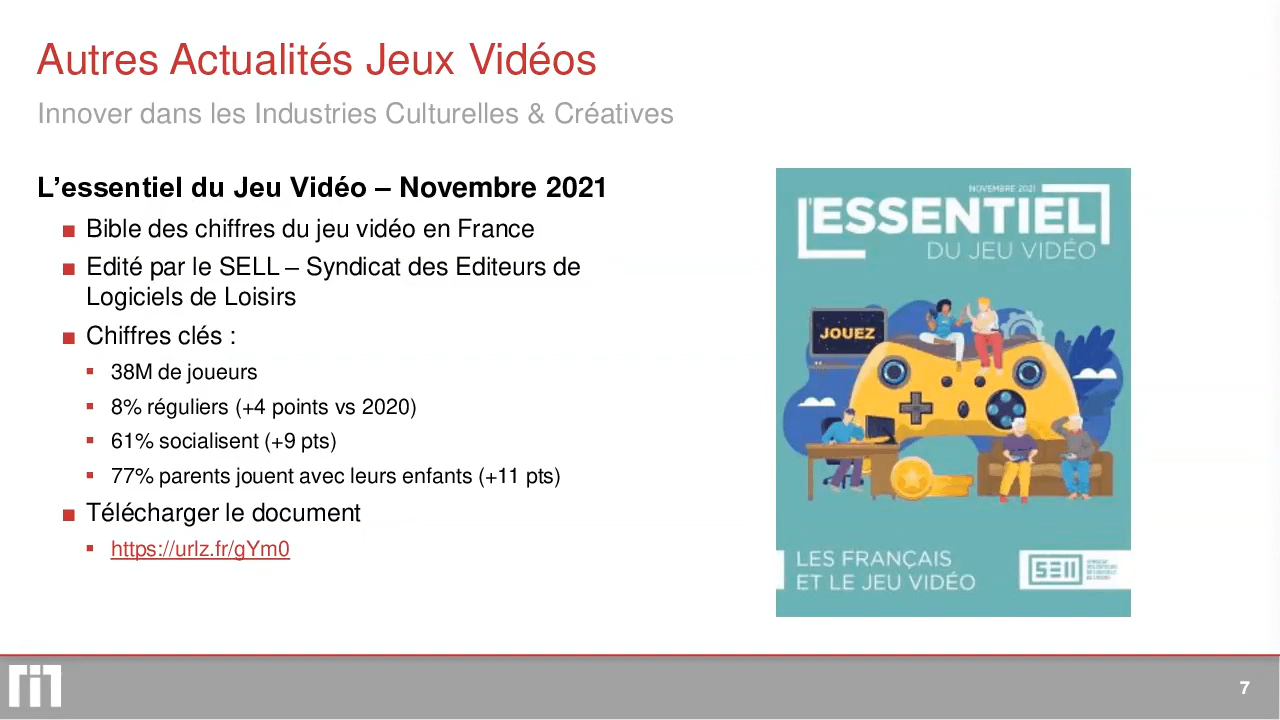 Autres Actualités Jeux Vidéos
Innover dans les Industries Culturelles & Créatives
L'essentiel du Jeu Vidéo – Novembre 2021
Bible des chiffres du jeu vidéo en France
Edité par le SELL – Syndicat des Editeurs de
Logiciels de Loisirs
Chiffres clés :
38M de joueurs
8% réguliers (+4 points vs 2020)
61% socialisent (+9 pts)
77% parents jouent avec leurs enfants (+11 pts)
Télécharger le document
https://urlz.fr/gYm0
NOVEMBRE 2021
L'ESSENTIEL
DU JEU VIDÉO
JOUEZ
LES FRANÇAIS
ET LE JEU VIDÉO
SELL
7